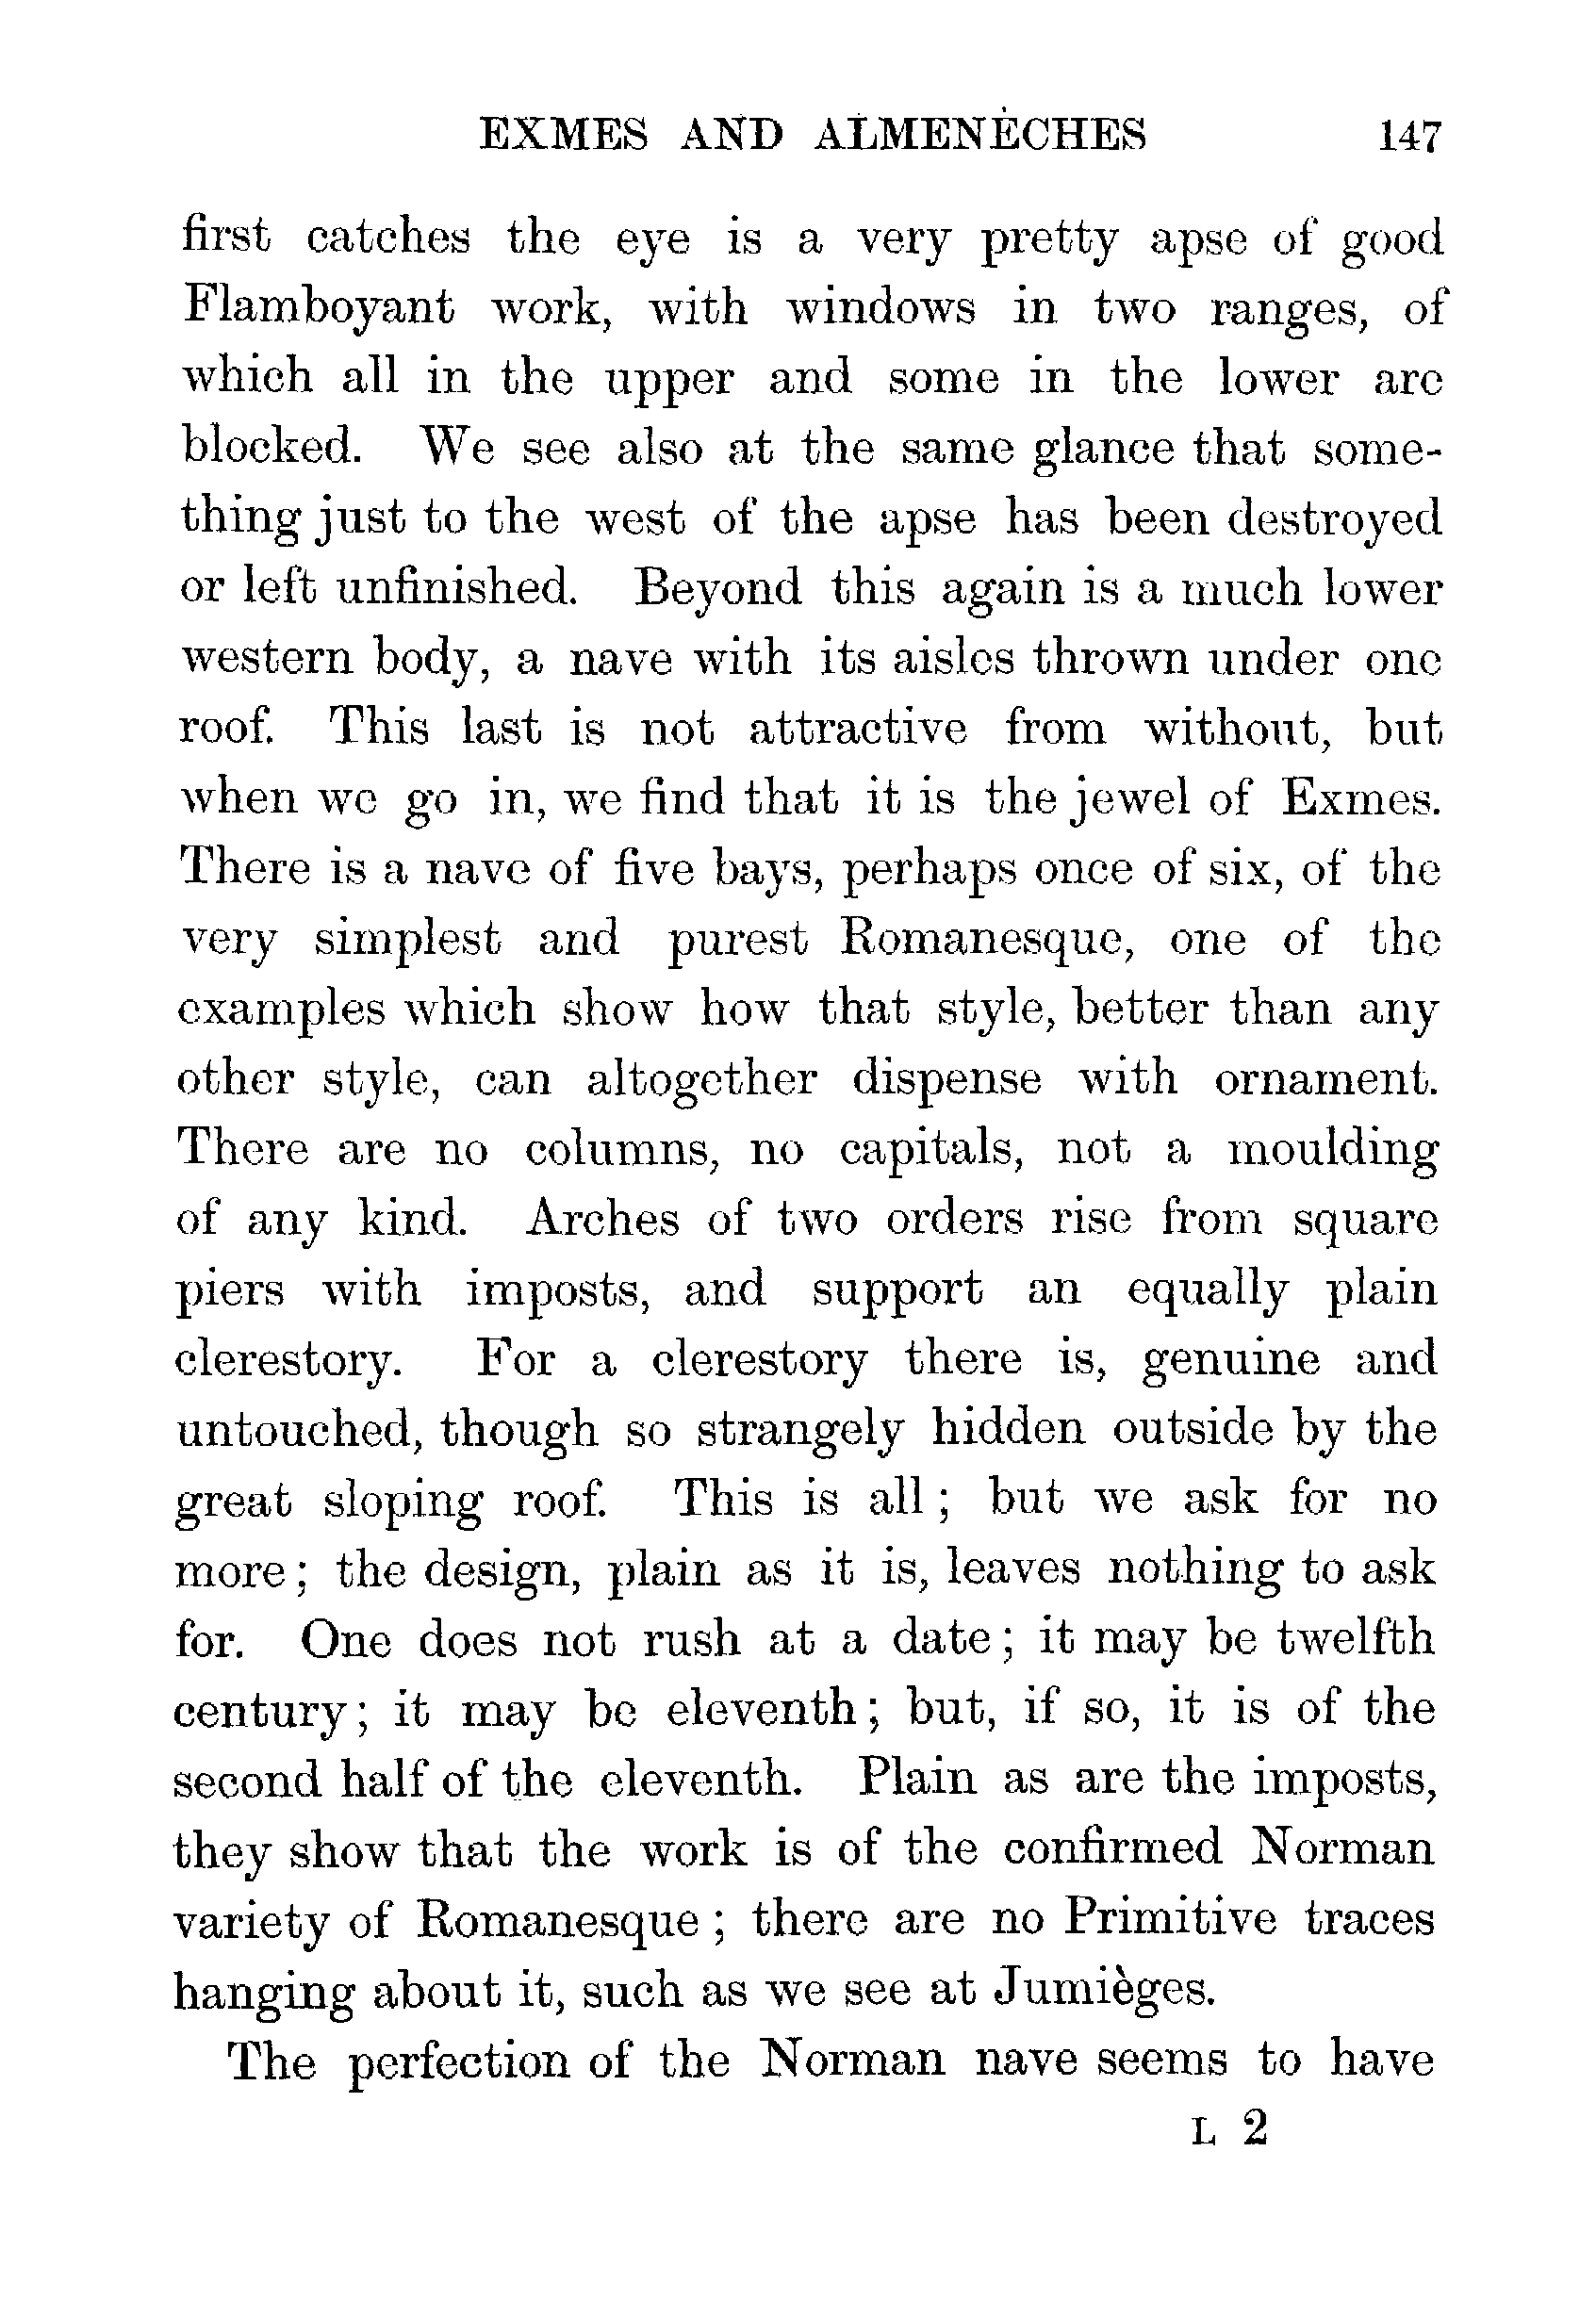 EXMES AND ALMENÈCHES 147
first catches the eye is a very pretty apse of good
Flamboyant work, with windows in two ranges, of
which all in the upper and some in the lower are
blocked. We see also at the same glance that some-
thing just to the west of the apse has been destroyed
or left unfinished. Beyond this again is a much lower
western body, a nave with its aisles thrown under one
roof. This last is not attractive from without, but
when we go in, we find that it is the jewel of Exmes.
There is a nave of five bays, perhaps once of six, of the
very simplest and purest Romanesque, one of the
examples which show how that style, better than any
other style, can altogether dispense with ornament.
There are no columns, no capitals, not a moulding
of any kind. Arches of two orders rise from square
piers with imposts, and support an equally plain
clerestory. For a clerestory there is, genuine and
untouched, though so strangely hidden outside by the
great sloping roof. This is all; but we ask for no
more; the design, plain as it is, leaves nothing to ask
for. One does not rush at a date; it may be twelfth
century; it may be eleventh; but, if so, it is of the
second half of the eleventh. Plain as are the imposts,
they show that the work is of the confirmed Norman
variety of Romanesque; there are no Primitive traces
hanging about it, such as we see at Jumièges.
The perfection of the Norman nave seems to have
L 2